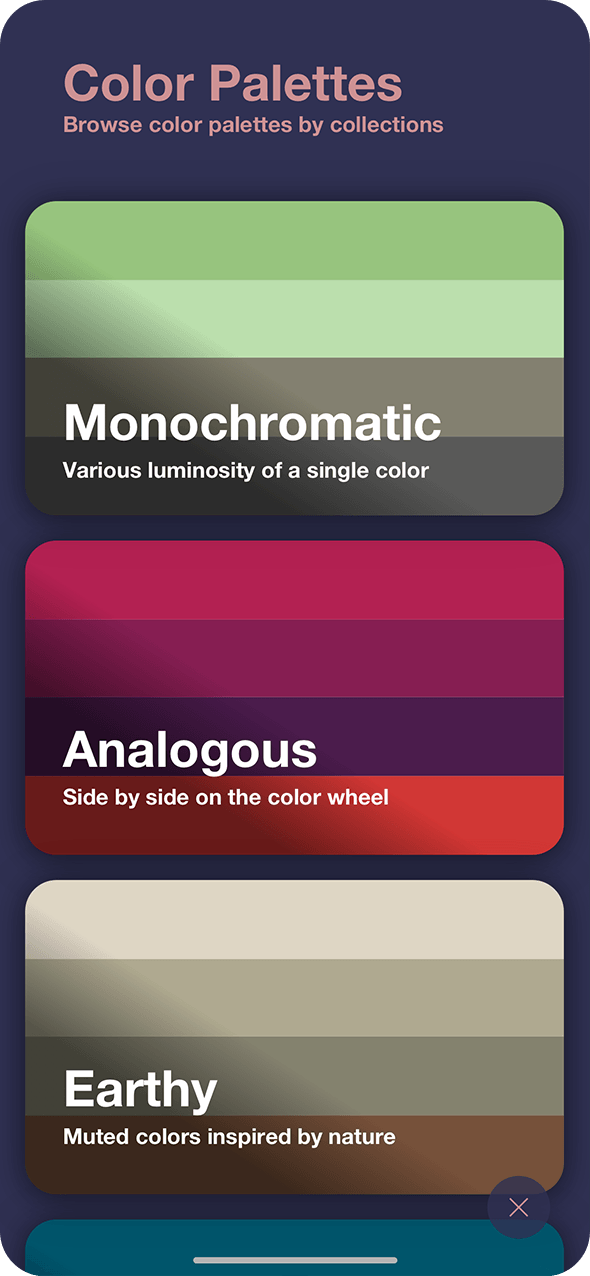 Color Palettes
Browse color palettes by collections
Monochromatic
Various luminosity of a single color
Analogous
Side by side on the color wheel
Earthy
Muted colors inspired by nature